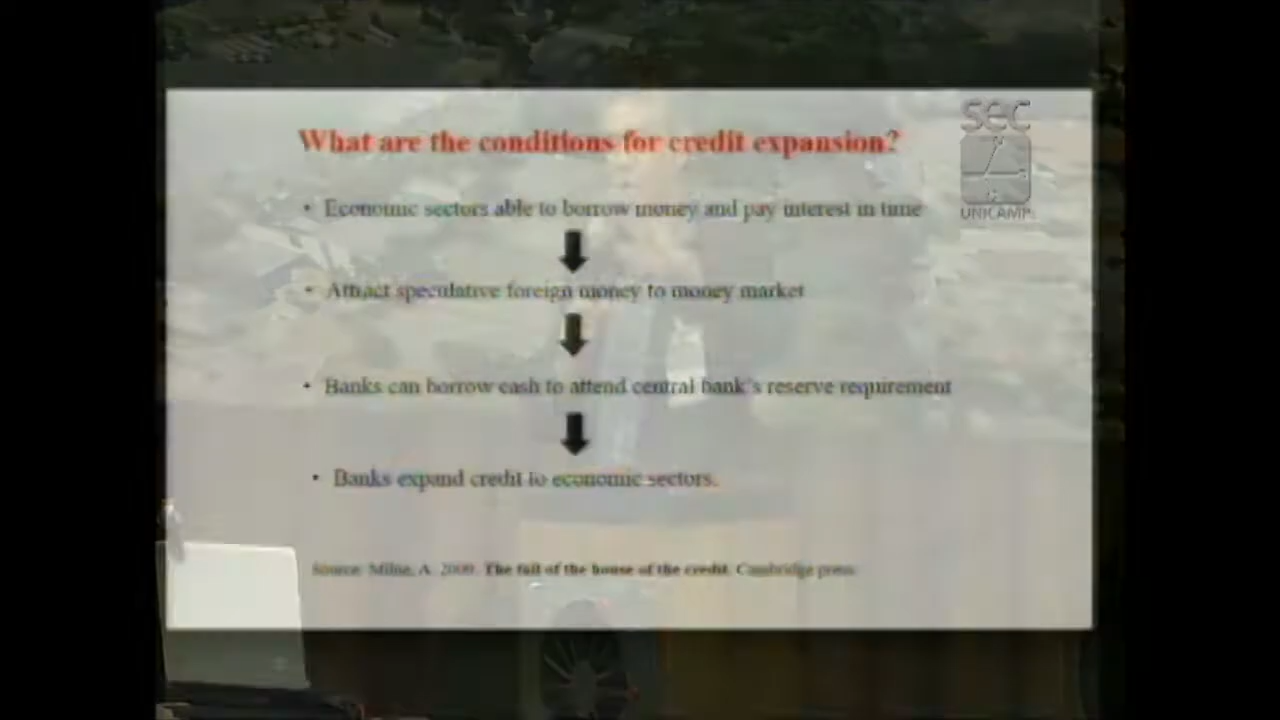 sec
UNICAMP
What are the conditions for credit expansion?
• Economic sectors able to borrow money and pay interest in time
• Attract speculative foreign money to money market
• Banks can borrow cash to attend central bank's reserve requirement
• Banks expand credit to economic sectors.
Source: Milne, A. 2009. The fall of the house of the credit. Cambridge press.